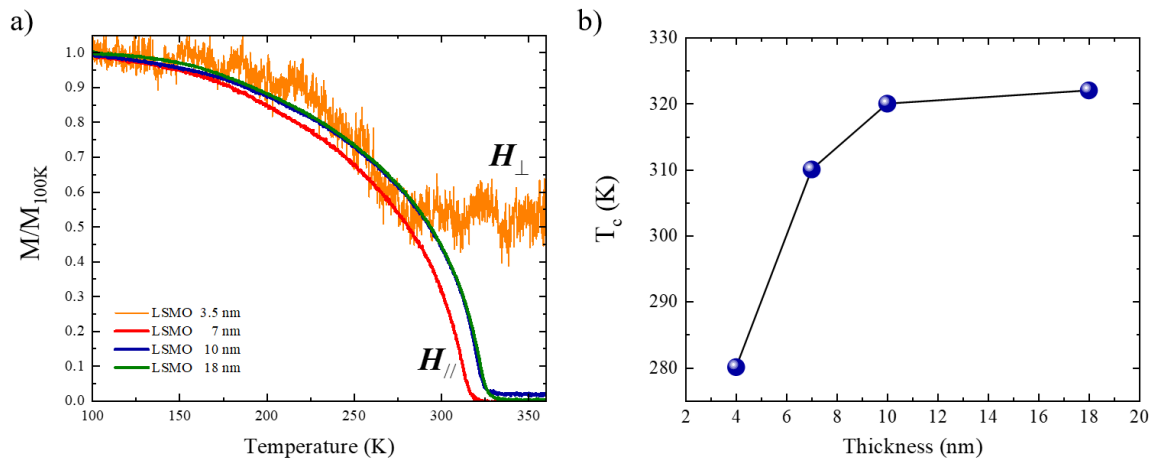 a)
1.0
0.9
0.8
0.7
0.6
0.5
0.4
0.3
0.2
0.1
0.0
M/M100K
H⊥
H//
LSMO 3.5 nm
LSMO 7 nm
LSMO 10 nm
LSMO 18 nm
100 150 200 250 300 350
Temperature (K)
b)
330
320
310
300
290
280
Tc (K)
2 4 6 8 10 12 14 16 18 20
Thickness (nm)